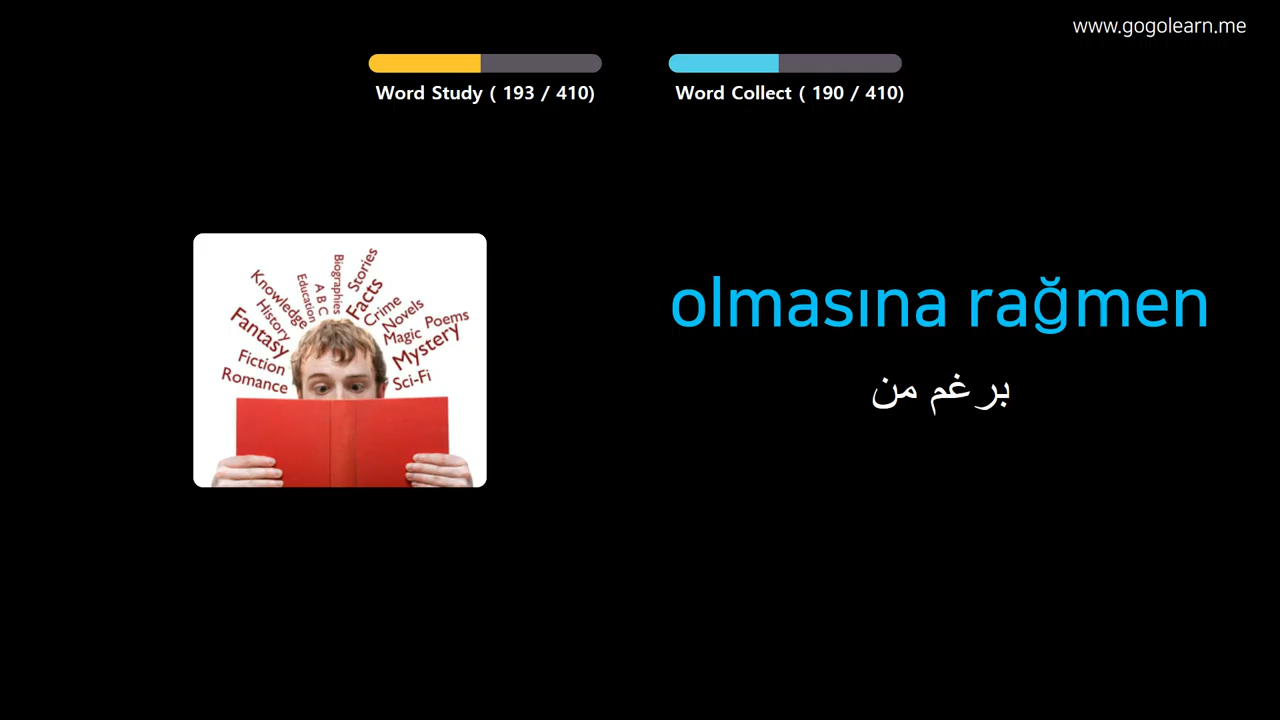 www.gogolearn.me
Word Study ( 193 / 410)
Word Collect ( 190 / 410)
Biographies
Stories
Knowledge
Education
A B C
Facts
History
Crime
Novels
Fantasy
Magic
Poems
Mystery
Fiction
Romance
Sci-Fi
olmasına rağmen
برغم من